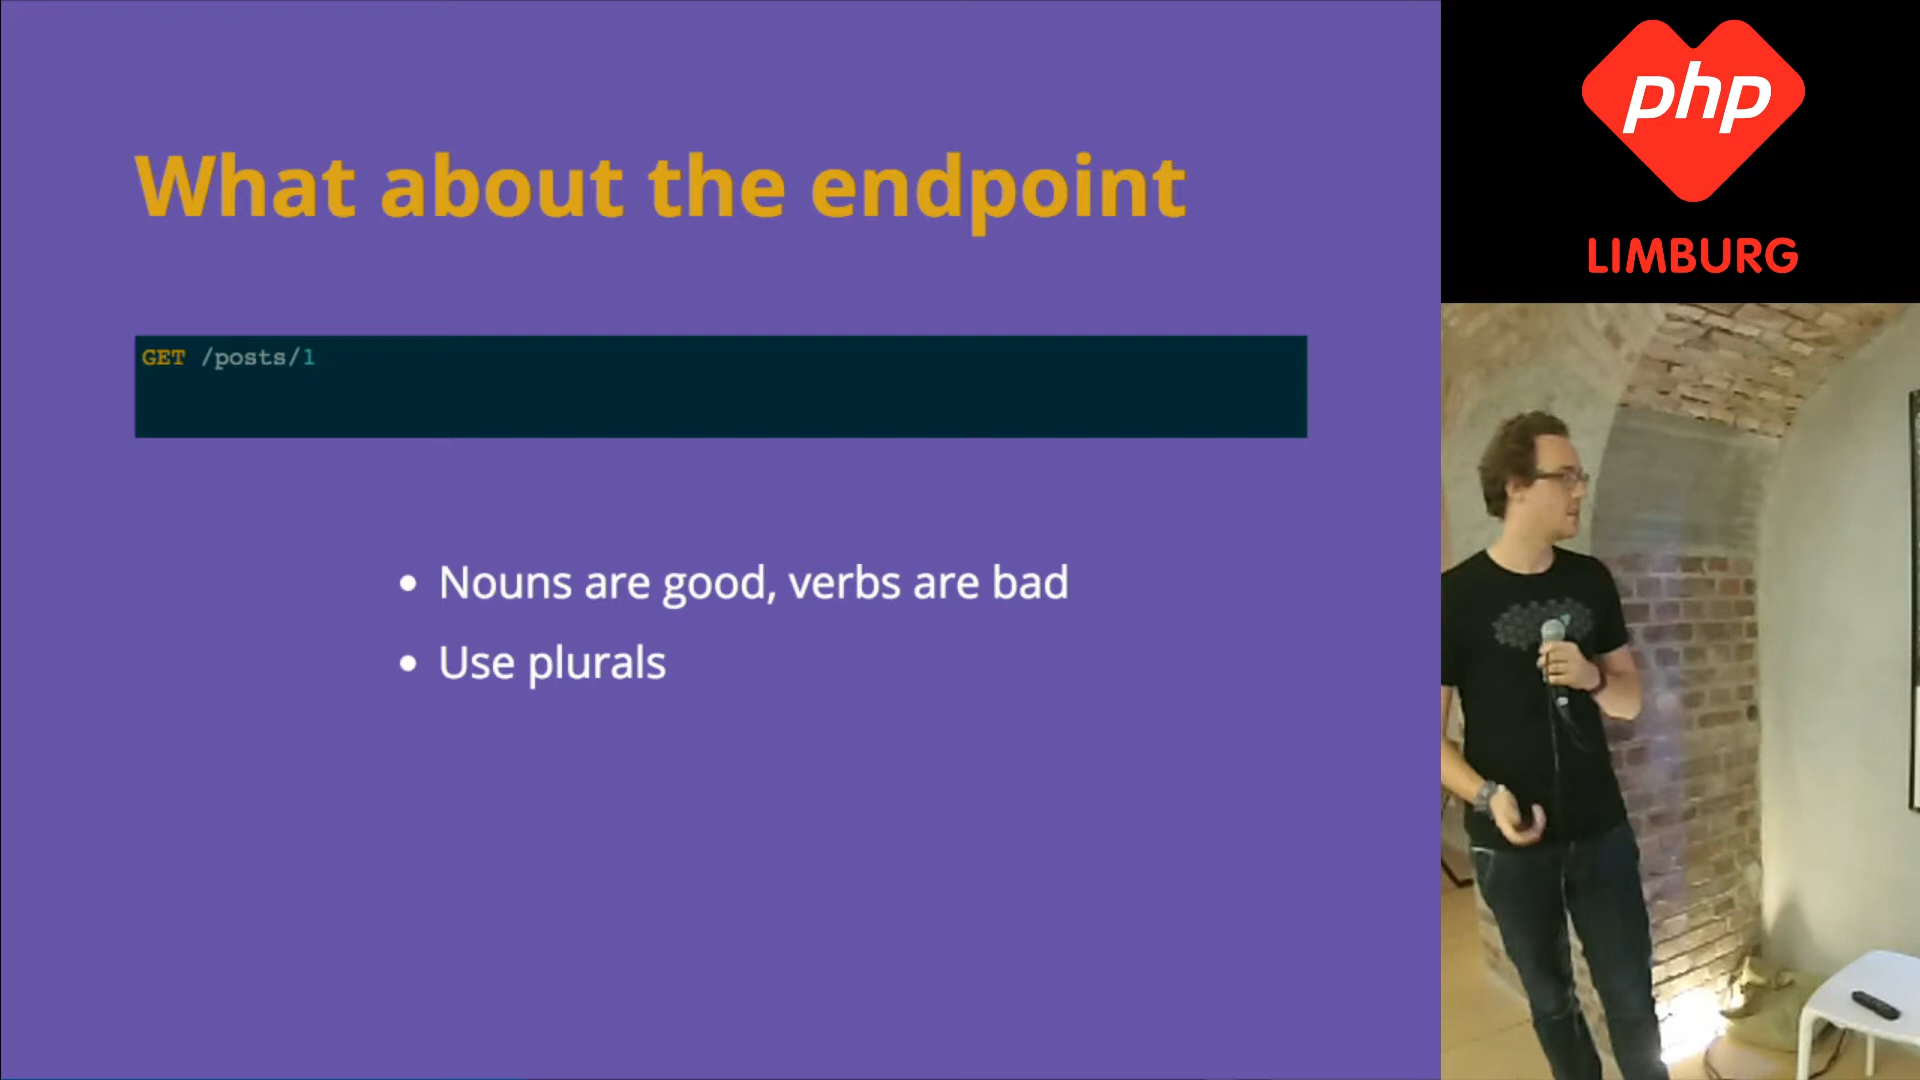 What about the endpoint
GET /posts/1
• Nouns are good, verbs are bad
• Use plurals
php
LIMBURG